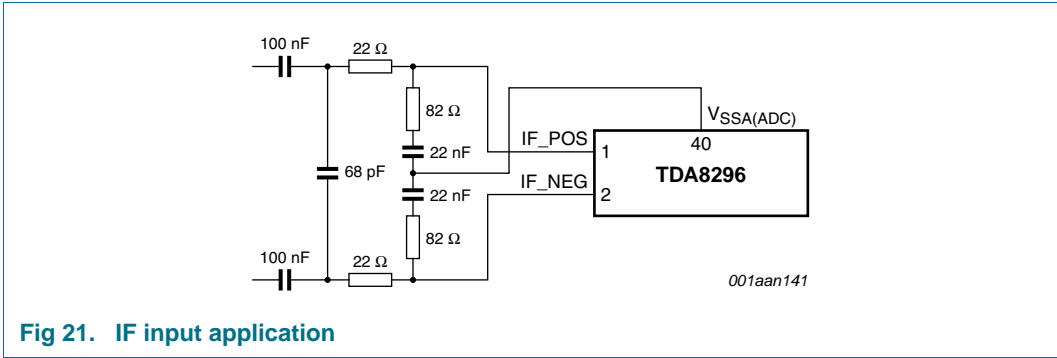 100 nF
22 Ω
82 Ω
22 nF
68 pF
22 nF
82 Ω
100 nF
22 Ω
IF_POS
IF_NEG
VSSA(ADC)
40
1
TDA8296
2
001aan141
Fig 21. IF input application